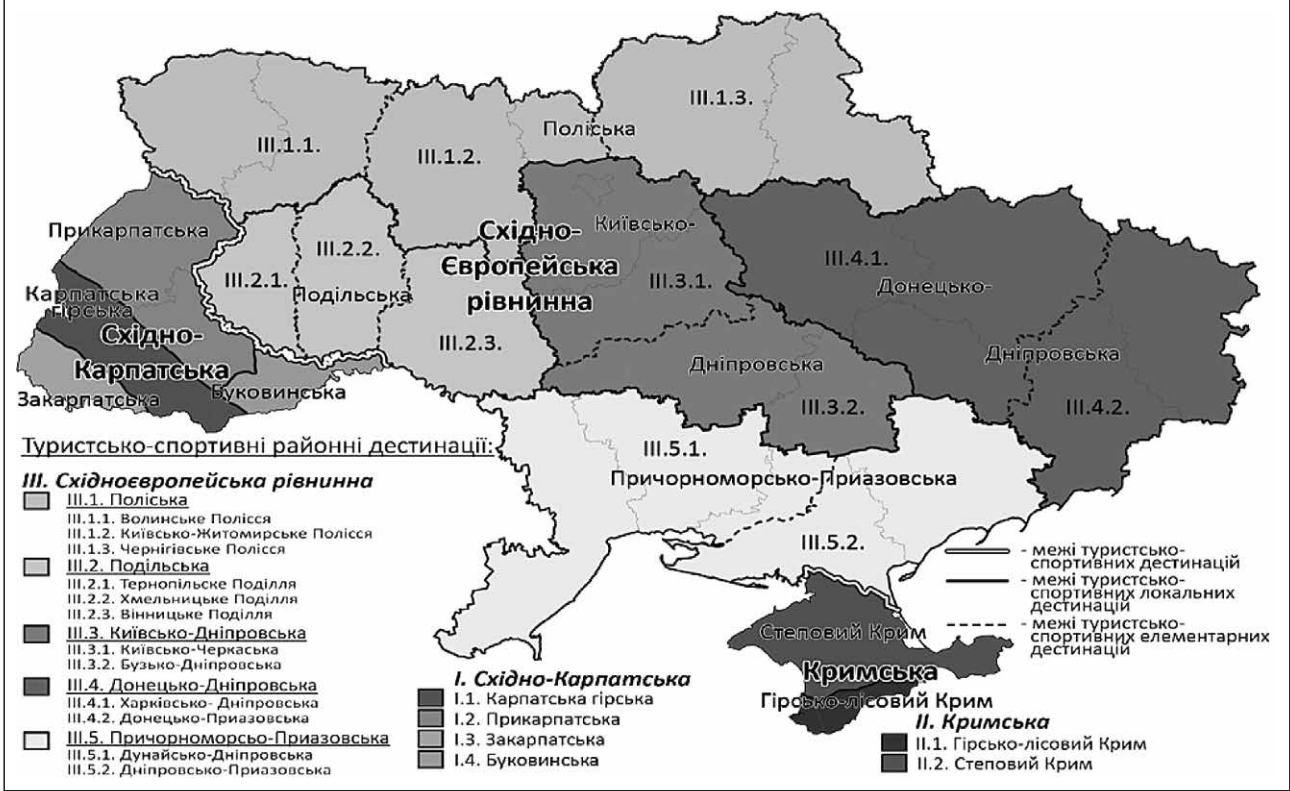 III.1.3.
Поліська
III.1.1.
III.1.2.
Прикарпатська
Київсько-
Східно-
Європейська
рівнинна
III.2.2.
III.4.1.
III.2.1.
Подільська
III.3.1.
Донецько-
Карпатська
гірська
Східно-
Карпатська
III.2.3.
Дніпровська
Дніпровська
Буковинська
Закарпатська
III.3.2.
III.4.2.
III.5.1.
Причорноморсько-Приазовська
III.5.2.
Степовий Крим
Кримська
Гірсько-лісовий Крим
Туристсько-спортивні районні дестинації:
III. Східноєвропейська рівнинна
III.1. Поліська
III.1.1. Волинське Полісся
III.1.2. Київсько-Житомирське Полісся
III.1.3. Чернігівське Полісся
III.2. Подільська
III.2.1. Тернопільске Поділля
III.2.2. Хмельницьке Поділля
III.2.3. Вінницьке Поділля
III.3. Київсько-Дніпровська
III.3.1. Київсько-Черкаська
III.3.2. Бузько-Дніпровська
III.4. Донецько-Дніпровська
III.4.1. Харківсько- Дніпровська
III.4.2. Донецько-Приазовська
III.5. Причорноморсьо-Приазовська
III.5.1. Дунайсько-Дніпровська
III.5.2. Дніпровсько-Приазовська
I. Східно-Карпатська
I.1. Карпатська гірська
I.2. Прикарпатська
I.3. Закарпатська
I.4. Буковинська
II. Кримська
II.1. Гірсько-лісовий Крим
II.2. Степовий Крим
- межі туристсько-
спортивних дестинацій
- межі туристсько-
спортивних локальних
дестинацій
- межі туристсько-
спортивних елементарних
дестинацій